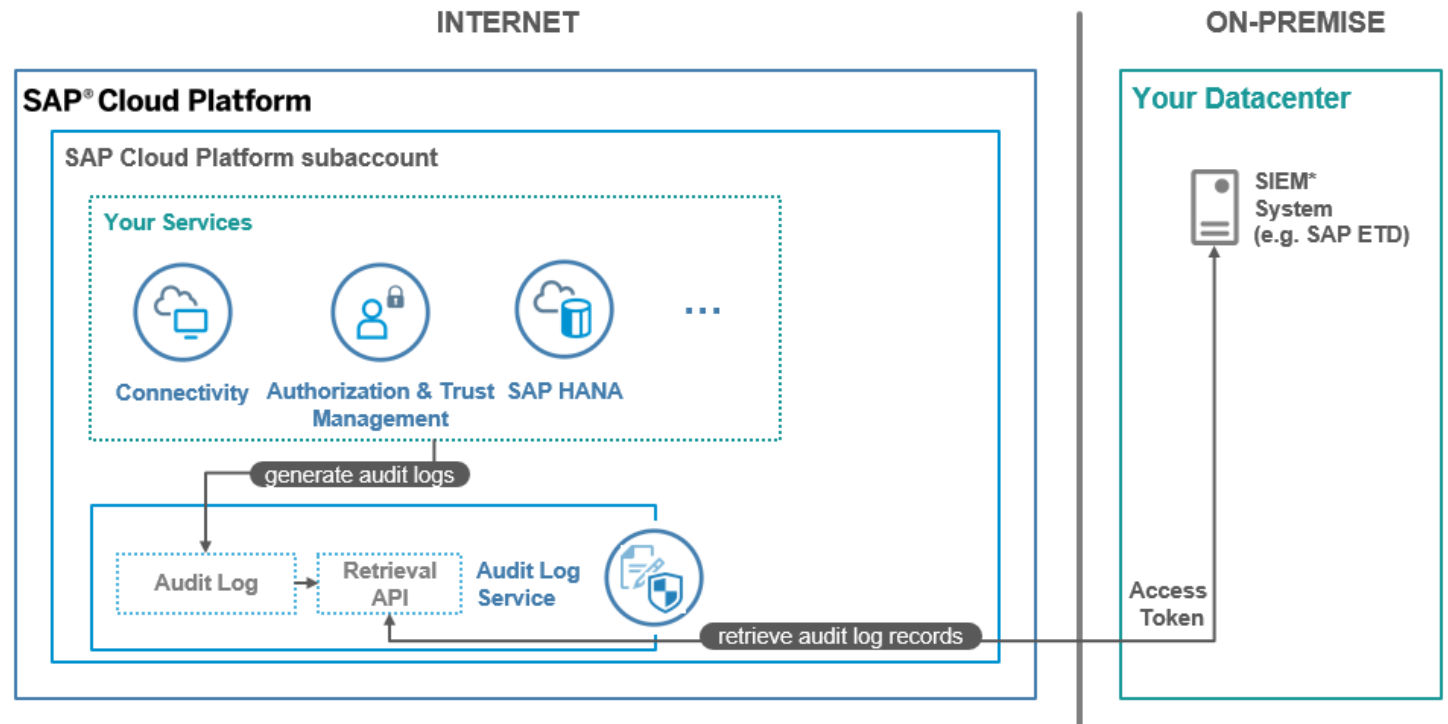 INTERNET
ON-PREMISE
SAP® Cloud Platform
Your Datacenter
SAP Cloud Platform subaccount
SIEM*
System
(e.g. SAP ETD)
Your Services
...
Connectivity
Authorization & Trust
Management
SAP HANA
generate audit logs
Audit Log
Retrieval
API
Audit Log
Service
Access
Token
retrieve audit log records